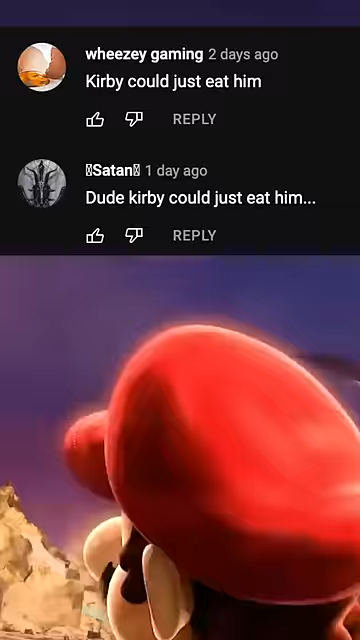 wheezey gaming 2 days ago
Kirby could just eat him
REPLY
▯Satan▯ 1 day ago
Dude kirby could just eat him...
REPLY